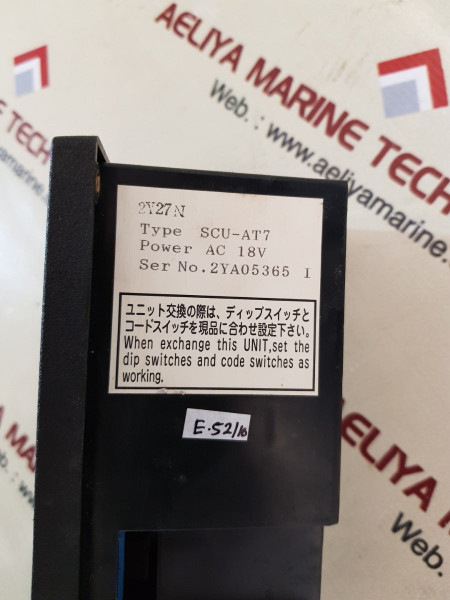 AELIYA MARINE TECH
Web. : www.aeliyamarine
2Y27N
Type SCU-AT7
Power AC 18V
Ser No. 2YA05365 I
ユニット交換の際は、ディップスイッチと
コードスイッチを現品に合わせ設定下さい。
When exchange this UNIT,set the
dip switches and code switches as
working.
E-52/10
AELIYA MARINE
Web.